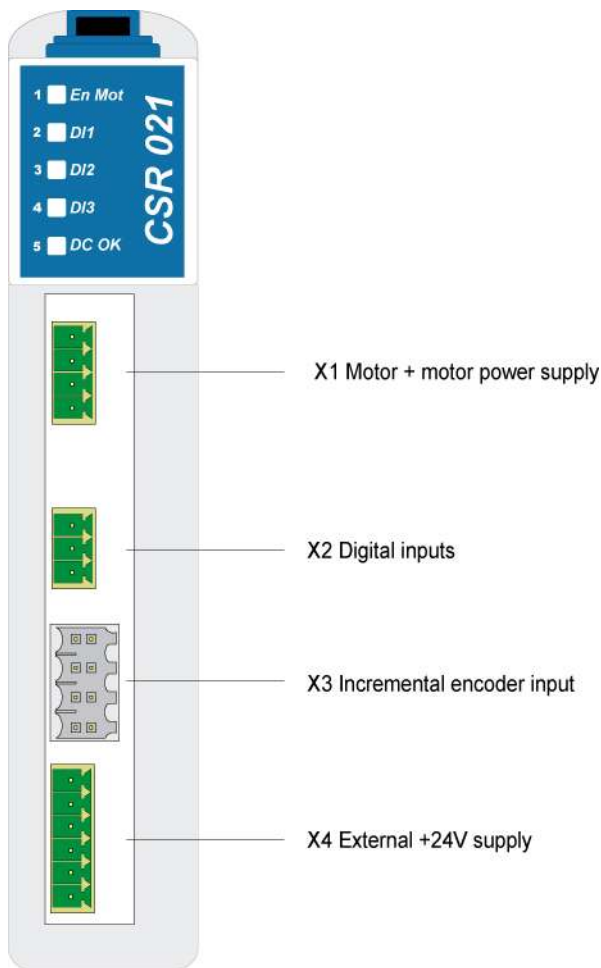 1 En Mot
2 DI1
3 DI2
4 DI3
5 DC OK
CSR 021
X1 Motor + motor power supply
X2 Digital inputs
X3 Incremental encoder input
X4 External +24V supply